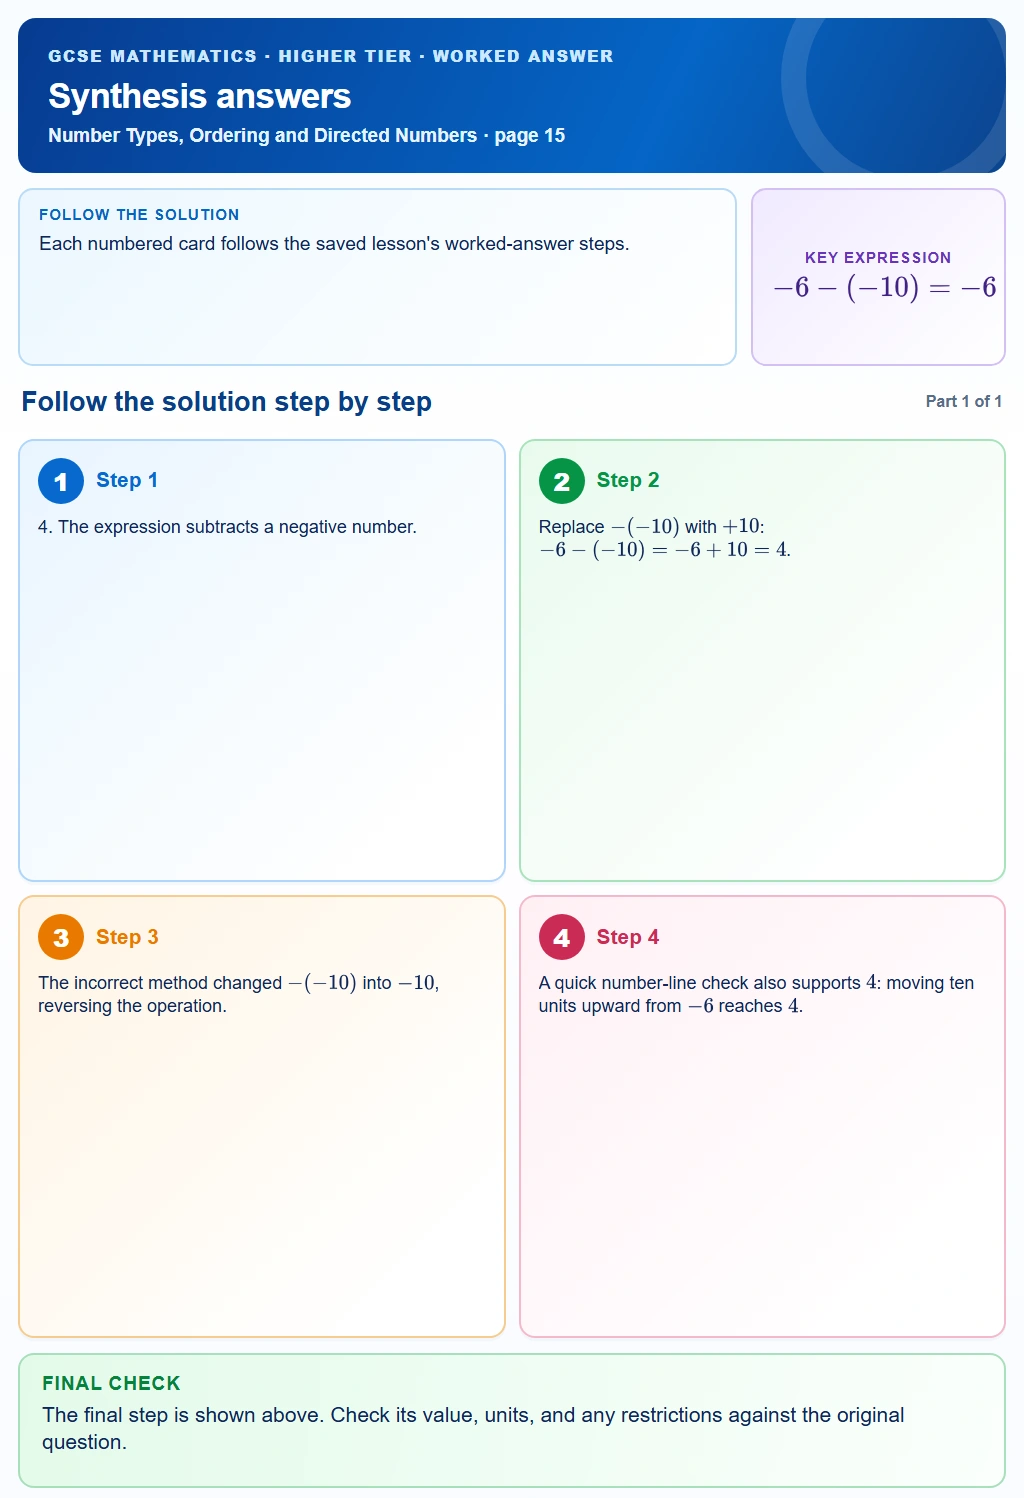 GCSE MATHEMATICS · HIGHER TIER · WORKED ANSWER
Synthesis answers
Number Types, Ordering and Directed Numbers · page 15
FOLLOW THE SOLUTION
Each numbered card follows the saved lesson's worked-answer steps.
KEY EXPRESSION
−6 − (−10) = −6
Follow the solution step by step
Part 1 of 1
1 Step 1
4. The expression subtracts a negative number.
2 Step 2
Replace −(−10) with +10:
−6 − (−10) = −6 + 10 = 4.
3 Step 3
The incorrect method changed −(−10) into −10,
reversing the operation.
4 Step 4
A quick number-line check also supports 4: moving ten
units upward from −6 reaches 4.
FINAL CHECK
The final step is shown above. Check its value, units, and any restrictions against the original
question.